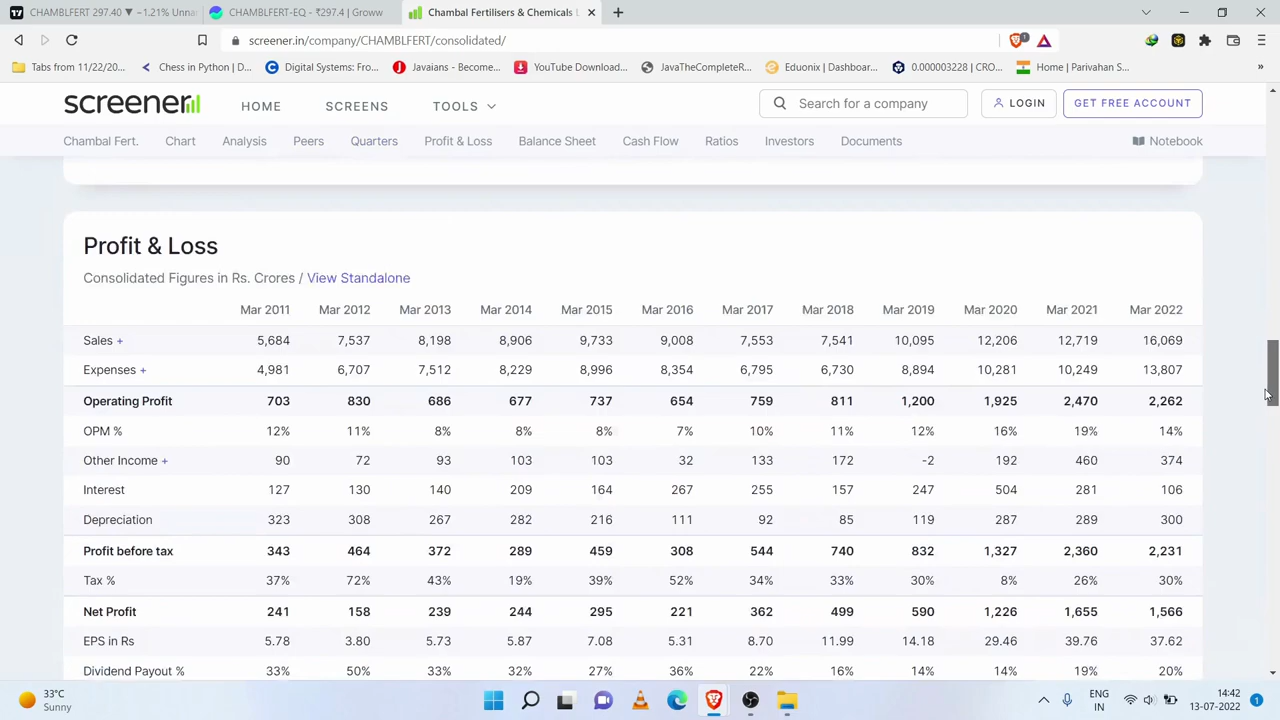 CHAMBLFERT 297.40 ▼ −1.21% Unnar
CHAMBLFERT-EQ - ₹297.4 | Groww
Chambal Fertilisers & Chemicals L
screener.in/company/CHAMBLFERT/consolidated/
Tabs from 11/22/20...
Chess in Python | D...
Digital Systems: Fro...
Javaians - Become...
YouTube Download...
JavaTheCompleteR...
Eduonix | Dashboar...
0.000003228 | CRO...
Home | Parivahan S...
»
screener
HOME
SCREENS
TOOLS
Search for a company
LOGIN
GET FREE ACCOUNT
Chambal Fert. Chart Analysis Peers Quarters Profit & Loss Balance Sheet Cash Flow Ratios Investors Documents Notebook
Profit & Loss
Consolidated Figures in Rs. Crores / View Standalone
Mar 2011 Mar 2012 Mar 2013 Mar 2014 Mar 2015 Mar 2016 Mar 2017 Mar 2018 Mar 2019 Mar 2020 Mar 2021 Mar 2022
Sales + 5,684 7,537 8,198 8,906 9,733 9,008 7,553 7,541 10,095 12,206 12,719 16,069
Expenses + 4,981 6,707 7,512 8,229 8,996 8,354 6,795 6,730 8,894 10,281 10,249 13,807
Operating Profit 703 830 686 677 737 654 759 811 1,200 1,925 2,470 2,262
OPM % 12% 11% 8% 8% 8% 7% 10% 11% 12% 16% 19% 14%
Other Income + 90 72 93 103 103 32 133 172 -2 192 460 374
Interest 127 130 140 209 164 267 255 157 247 504 281 106
Depreciation 323 308 267 282 216 111 92 85 119 287 289 300
Profit before tax 343 464 372 289 459 308 544 740 832 1,327 2,360 2,231
Tax % 37% 72% 43% 19% 39% 52% 34% 33% 30% 8% 26% 30%
Net Profit 241 158 239 244 295 221 362 499 590 1,226 1,655 1,566
EPS in Rs 5.78 3.80 5.73 5.87 7.08 5.31 8.70 11.99 14.18 29.46 39.76 37.62
Dividend Payout % 33% 50% 33% 32% 27% 36% 22% 16% 14% 14% 19% 20%
33°C
Sunny
ENG
IN
14:42
13-07-2022
1